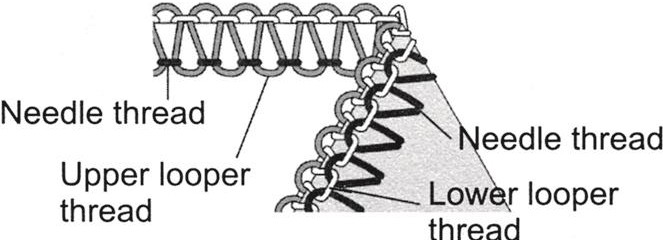 Needle thread
Upper looper
thread
Needle thread
Lower looper
thread